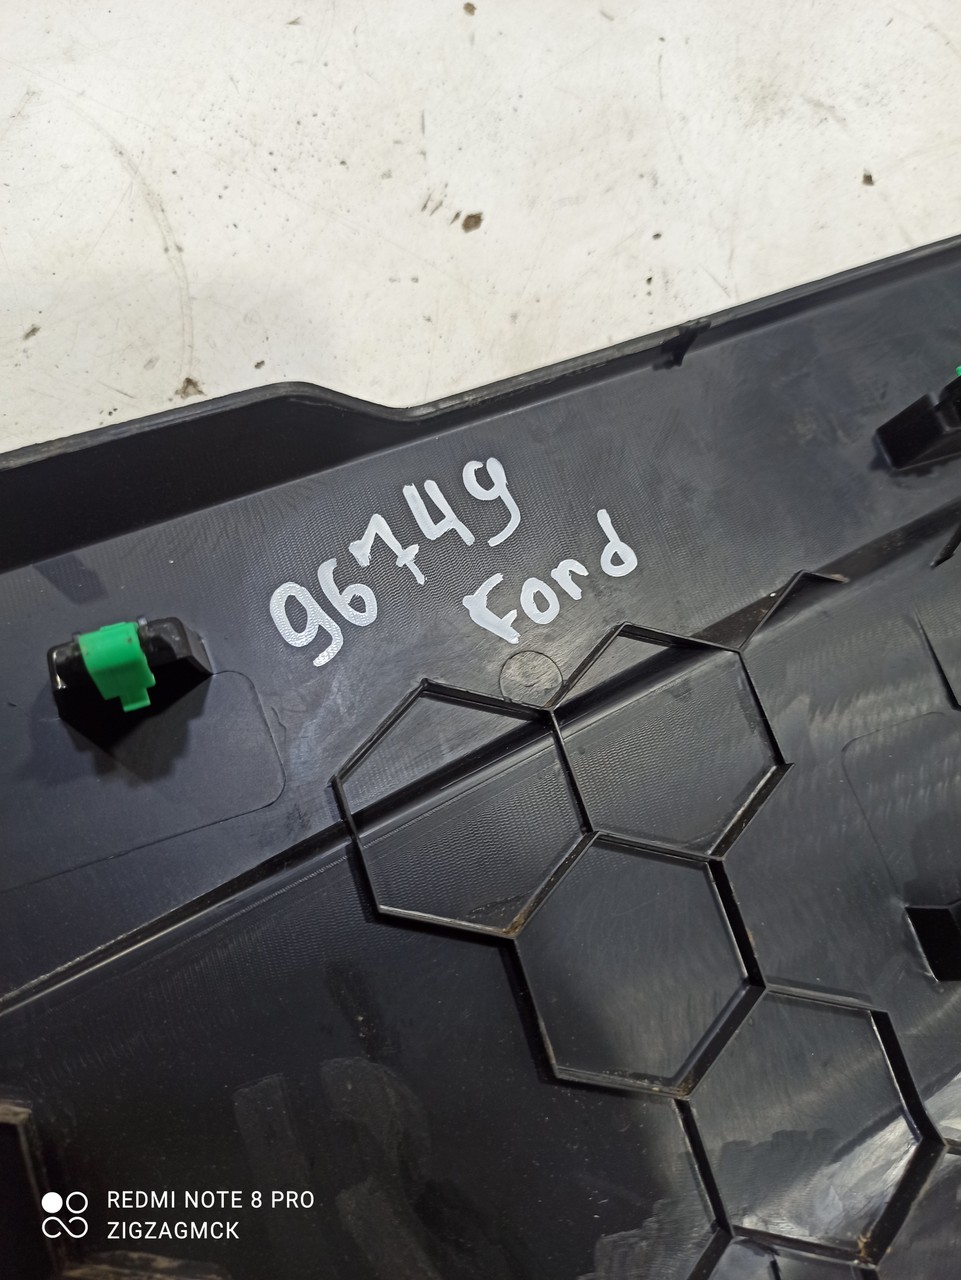 96749
Ford
REDMI NOTE 8 PRO
ZIGZAGMCK